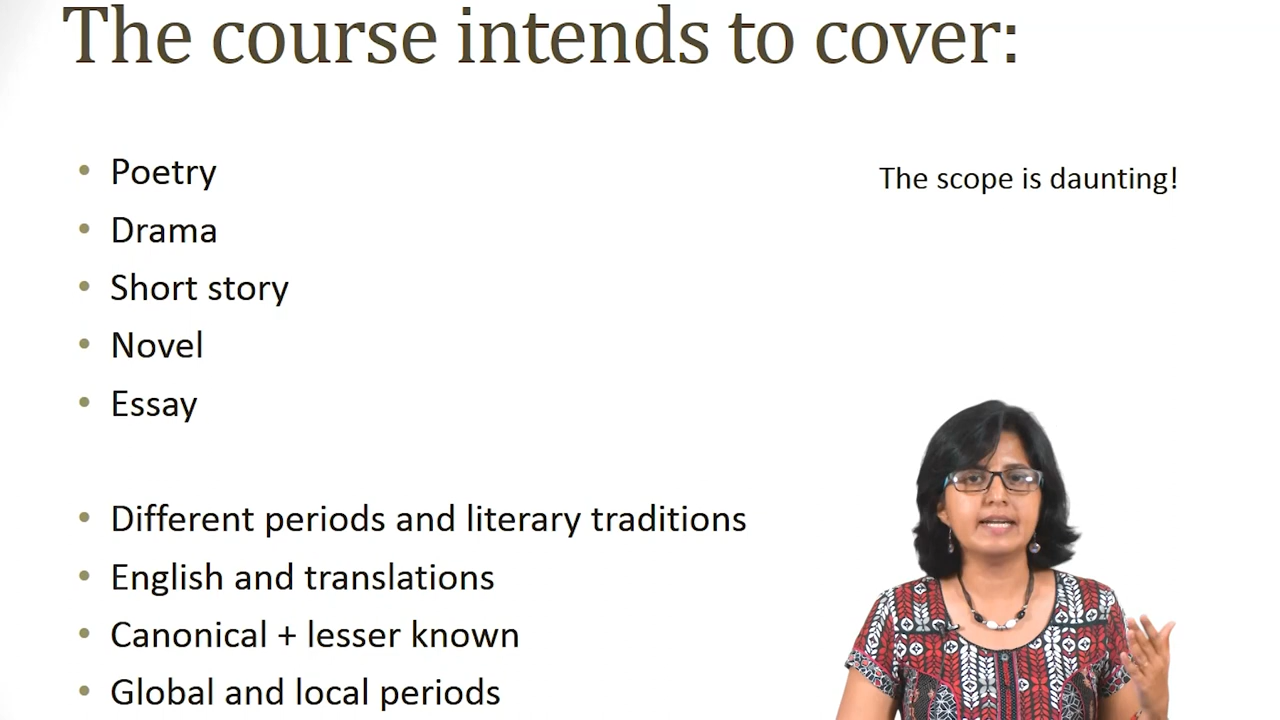 The course intends to cover:
• Poetry
The scope is daunting!
• Drama
• Short story
• Novel
• Essay
• Different periods and literary traditions
• English and translations
• Canonical + lesser known
• Global and local periods